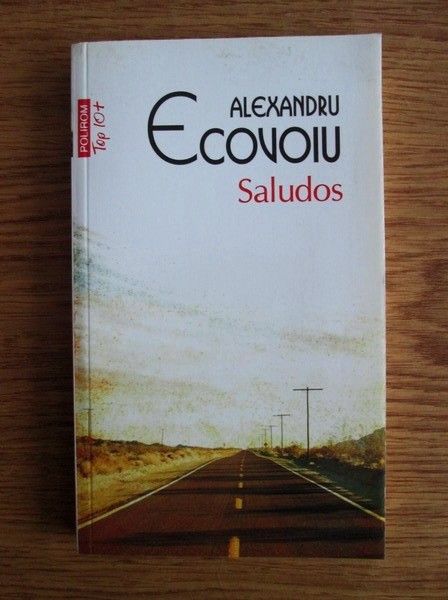 POLIROM
Top 10+
ALEXANDRU
ECOVOIU
Saludos